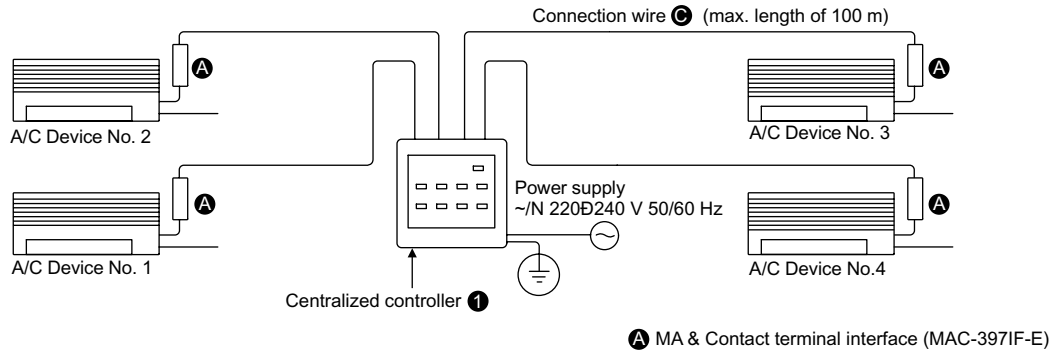 Connection wire C (max. length of 100 m)
A
A
A/C Device No. 2
A/C Device No. 3
Power supply
~/N 220Ð240 V 50/60 Hz
A
A
A/C Device No. 1
A/C Device No.4
Centralized controller 1
A MA & Contact terminal interface (MAC-397IF-E)